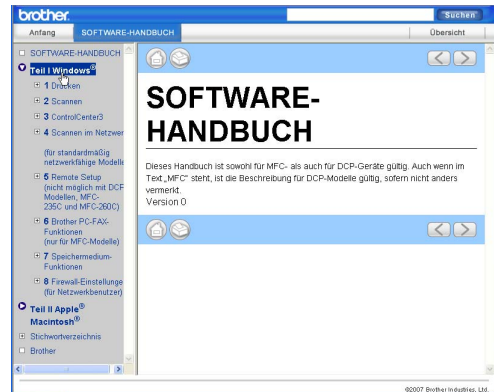 brother.
Suchen
Anfang
SOFTWARE-HANDBUCH
Übersicht
SOFTWARE-HANDBUCH
Teil I Windows®
1 Drucken
2 Scannen
3 ControlCenter3
4 Scannen im Netzwer
(für standardmäßig
netzwerkfähige Modelle
5 Remote Setup
(nicht möglich mit DCP
Modellen, MFC-
235C und MFC-260C)
6 Brother PC-FAX-
Funktionen
(nur für MFC-Modelle)
7 Speichermedium-
Funktionen
8 Firewall-Einstellunge
(für Netzwerkbenutzer)
Teil II Apple®
Macintosh®
Stichwortverzeichnis
Brother
SOFTWARE-
HANDBUCH
Dieses Handbuch ist sowohl für MFC- als auch für DCP-Geräte gültig. Auch wenn im
Text „MFC“ steht, ist die Beschreibung für DCP-Modelle gültig, sofern nicht anders
vermerkt.
Version 0
©2007 Brother Industries, Ltd.